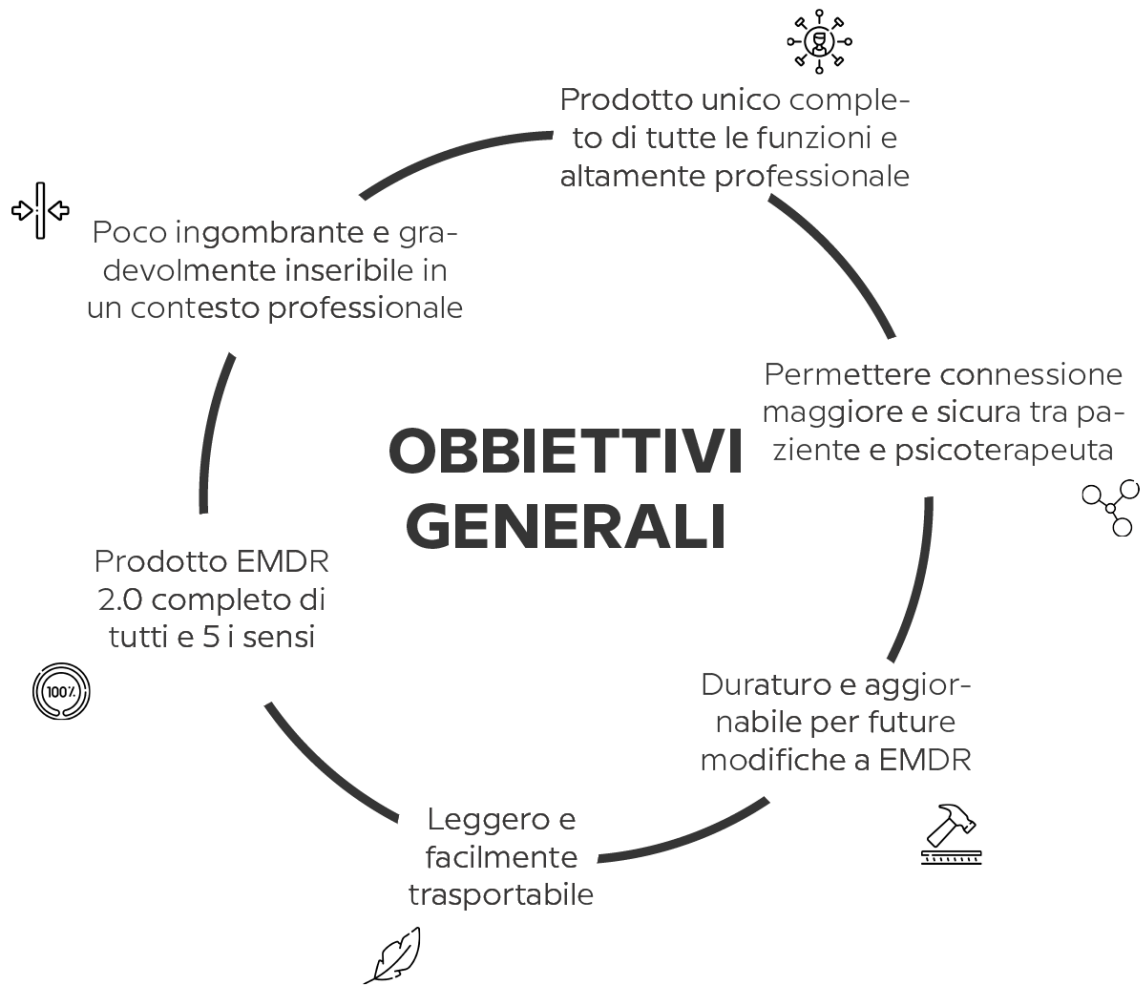 Prodotto unico comple-
to di tutte le funzioni e
altamente professionale
Poco ingombrante e gra-
devolmente inseribile in
un contesto professionale
Permettere connessione
maggiore e sicura tra pa-
ziente e psicoterapeuta
OBBIETTIVI
GENERALI
Prodotto EMDR
2.0 completo di
tutti e 5 i sensi
100%
Duraturo e aggior-
nabile per future
modifiche a EMDR
Leggero e
facilmente
trasportabile